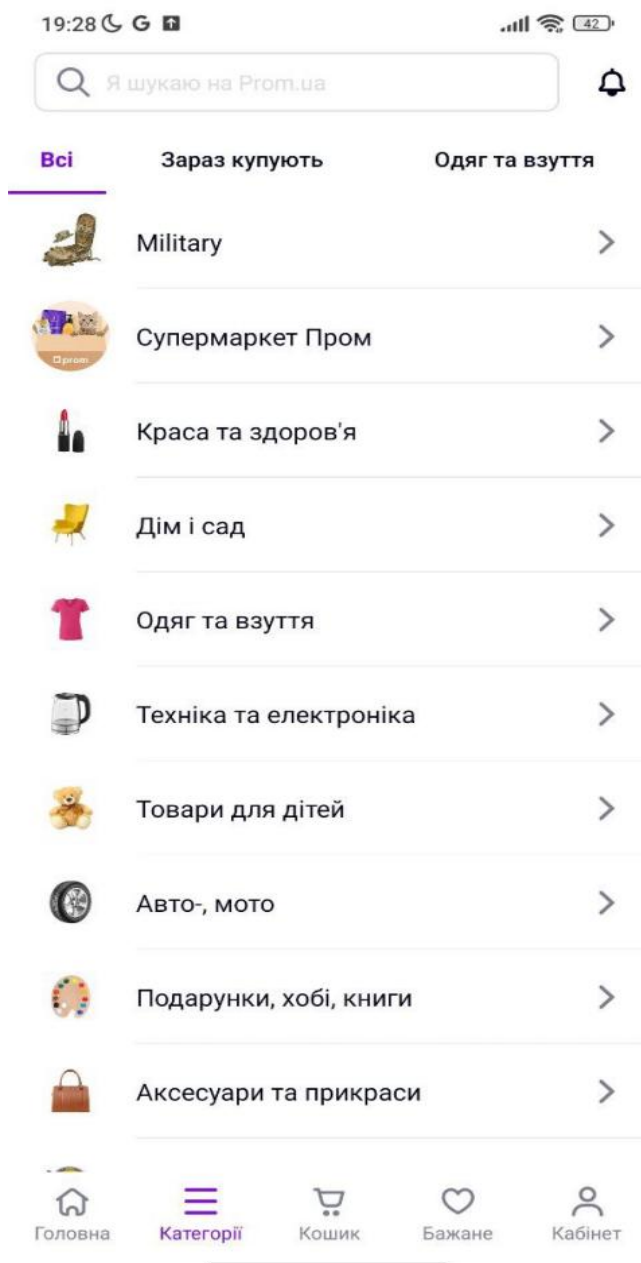 19:28 G 42
Я шукаю на Prom.ua
Всі Зараз купують Одяг та взуття
Military
Супермаркет Пром
prom
Краса та здоров'я
Дім і сад
Одяг та взуття
Техніка та електроніка
Товари для дітей
Авто-, мото
Подарунки, хобі, книги
Аксесуари та прикраси
Головна Категорії Кошик Бажане Кабінет